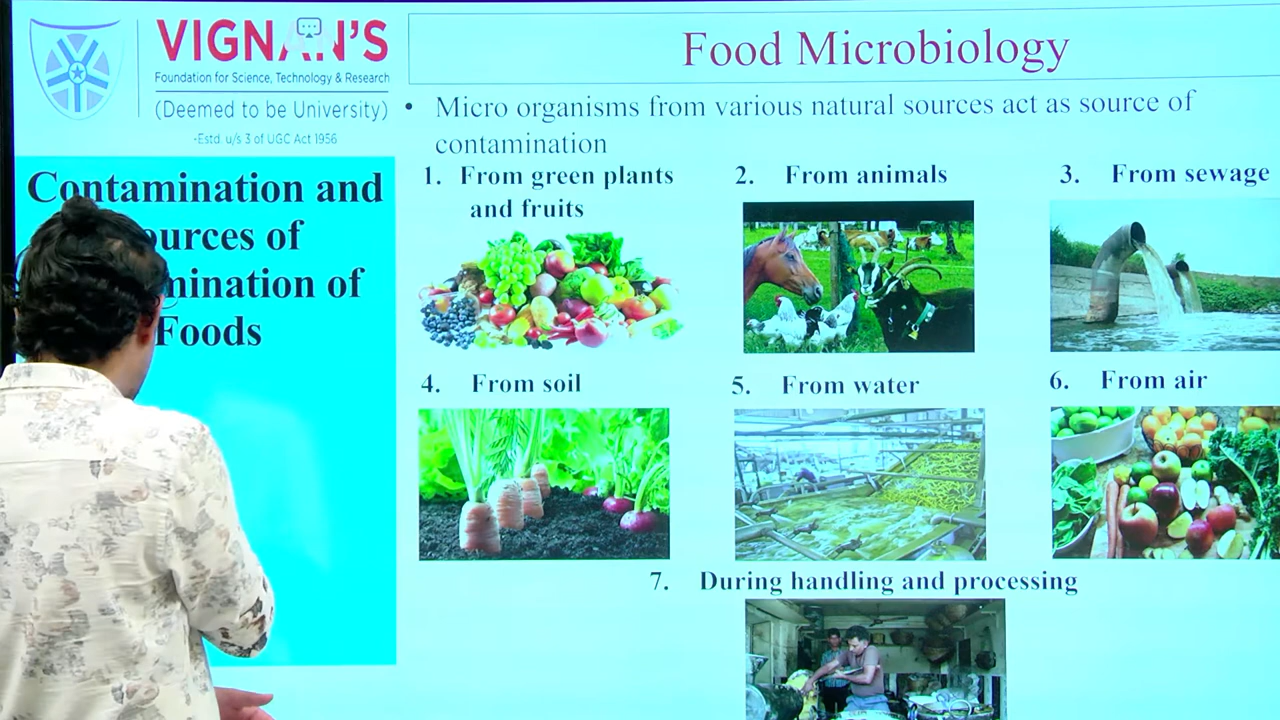 VIGNAN'S
Foundation for Science, Technology & Research
(Deemed to be University)
-Estd. u/s 3 of UGC Act 1956
Food Microbiology
• Micro organisms from various natural sources act as source of
contamination
Contamination and
ources of
mination of
Foods
1. From green plants
and fruits
2. From animals
3. From sewage
4. From soil
5. From water
6. From air
7. During handling and processing